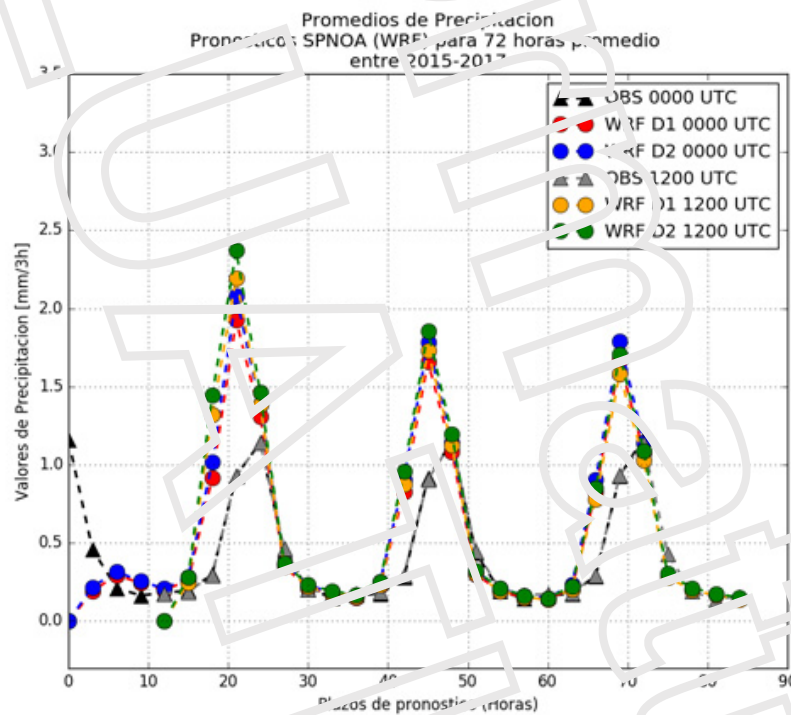 Promedios de Precipitacion
Pronosticos SPNOA (WRF) para 72 horas promedio
entre 2015-2017
3.5
3.0
2.5
2.0
1.5
1.0
0.5
0.0
Valores de Precipitacion [mm/3h]
OBS 0000 UTC
WRF D1 0000 UTC
WRF D2 0000 UTC
OBS 1200 UTC
WRF D1 1200 UTC
WRF D2 1200 UTC
0 10 20 30 40 50 60 70 80 90
Plazos de pronostico (Horas)